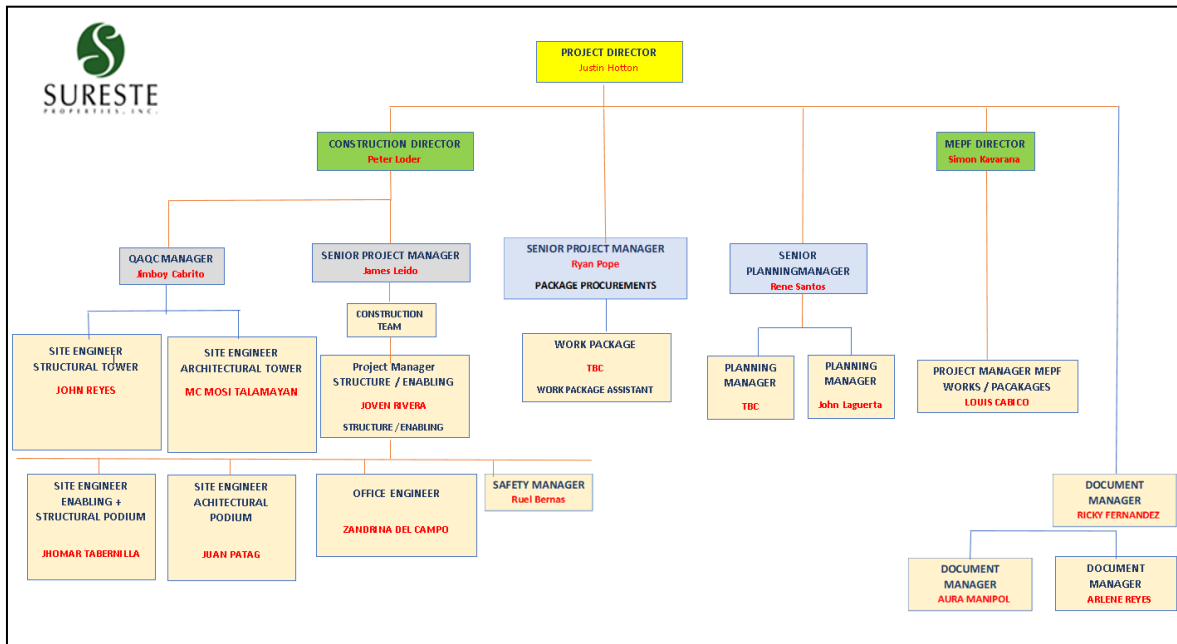 SURESTE
PROPERTIES, INC.
PROJECT DIRECTOR
Justin Hotton
CONSTRUCTION DIRECTOR
Peter Loder
MEPF DIRECTOR
Simon Kavarana
QAQC MANAGER
Jimboy Cabrito
SENIOR PROJECT MANAGER
James Leido
SENIOR PROJECT MANAGER
Ryan Pope
PACKAGE PROCUREMENTS
SENIOR
PLANNINGMANAGER
Rene Santos
CONSTRUCTION
TEAM
SITE ENGINEER
STRUCTURAL TOWER
JOHN REYES
SITE ENGINEER
ARCHITECTURAL TOWER
MC MOSI TALAMAYAN
Project Manager
STRUCTURE / ENABLING
JOVEN RIVERA
STRUCTURE / ENABLING
WORK PACKAGE
TBC
WORK PACKAGE ASSISTANT
PLANNING
MANAGER
TBC
PLANNING
MANAGER
John Laguerta
PROJECT MANAGER MEPF
WORKS / PACAKAGES
LOUIS CABICO
SITE ENGINEER
ENABLING +
STRUCTURAL PODIUM
JHOMAR TABERNILLA
SITE ENGINEER
ACHITECTURAL
PODIUM
JUAN PATAG
OFFICE ENGINEER
ZANDRINA DEL CAMPO
SAFETY MANAGER
Ruel Bernas
DOCUMENT
MANAGER
RICKY FERNANDEZ
DOCUMENT
MANAGER
AURA MANIPOL
DOCUMENT
MANAGER
ARLENE REYES